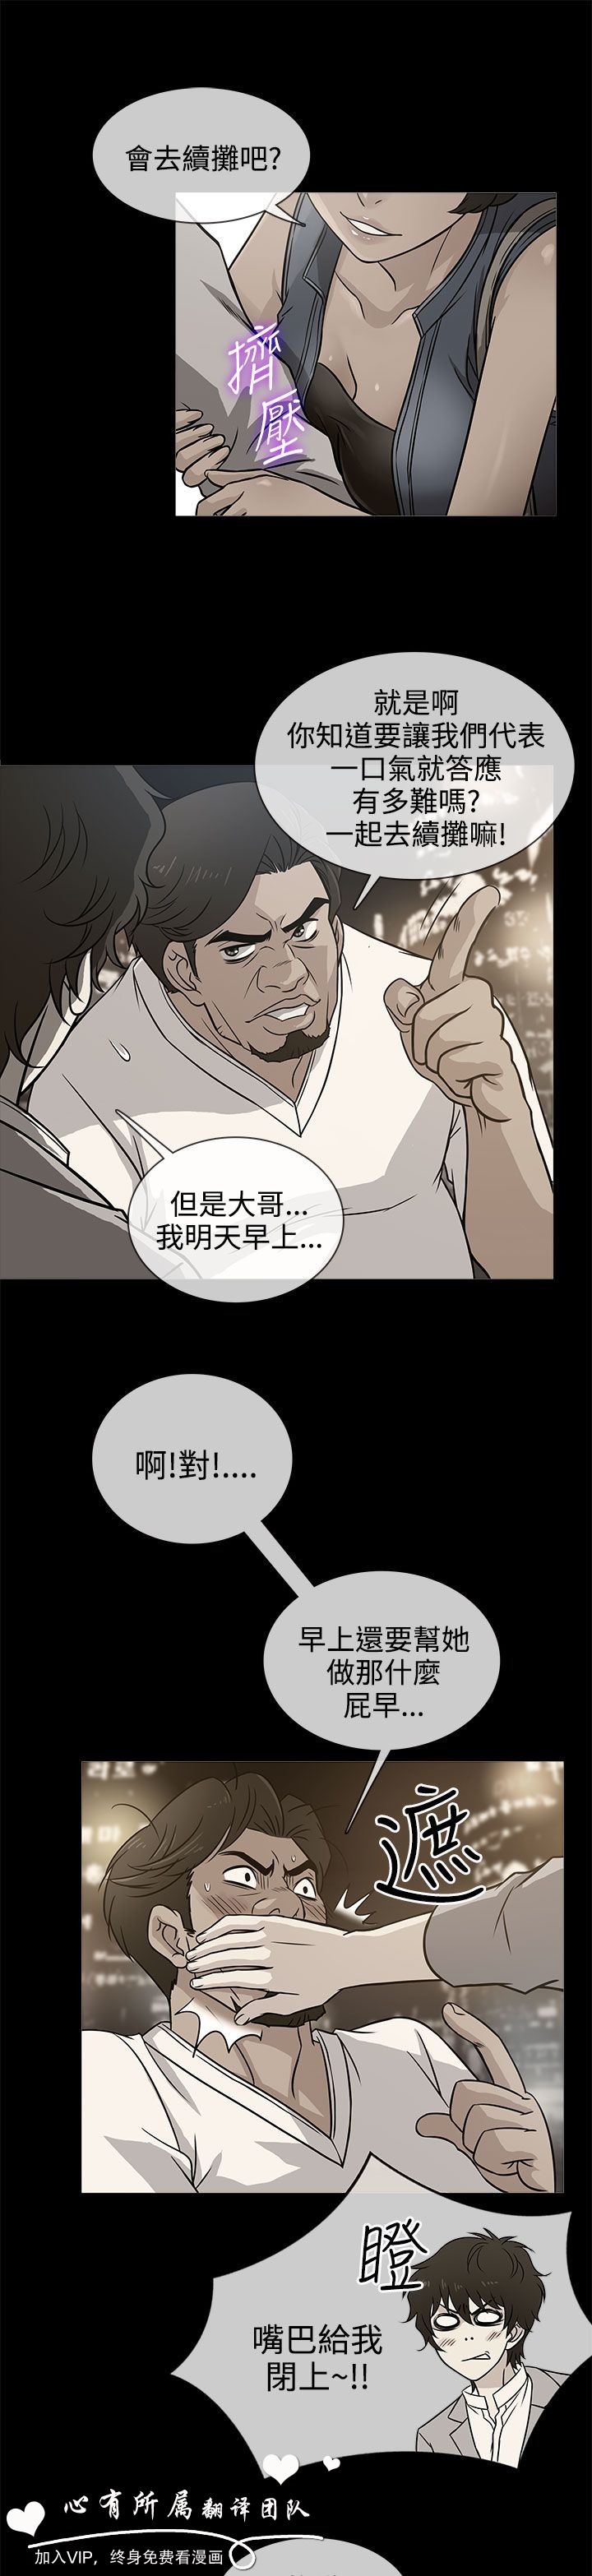 會去續攤吧?
擠
壓
就是啊
你知道要讓我們代表
一口氣就答應
有多難嗎?
一起去續攤嘛!
但是大哥...
我明天早上...
啊!對!....
早上還要幫她
做那什麼
屁早...
遮
瞪
嘴巴給我
閉上~!!
心有所属翻译团队
加入VIP，终身免费看漫画